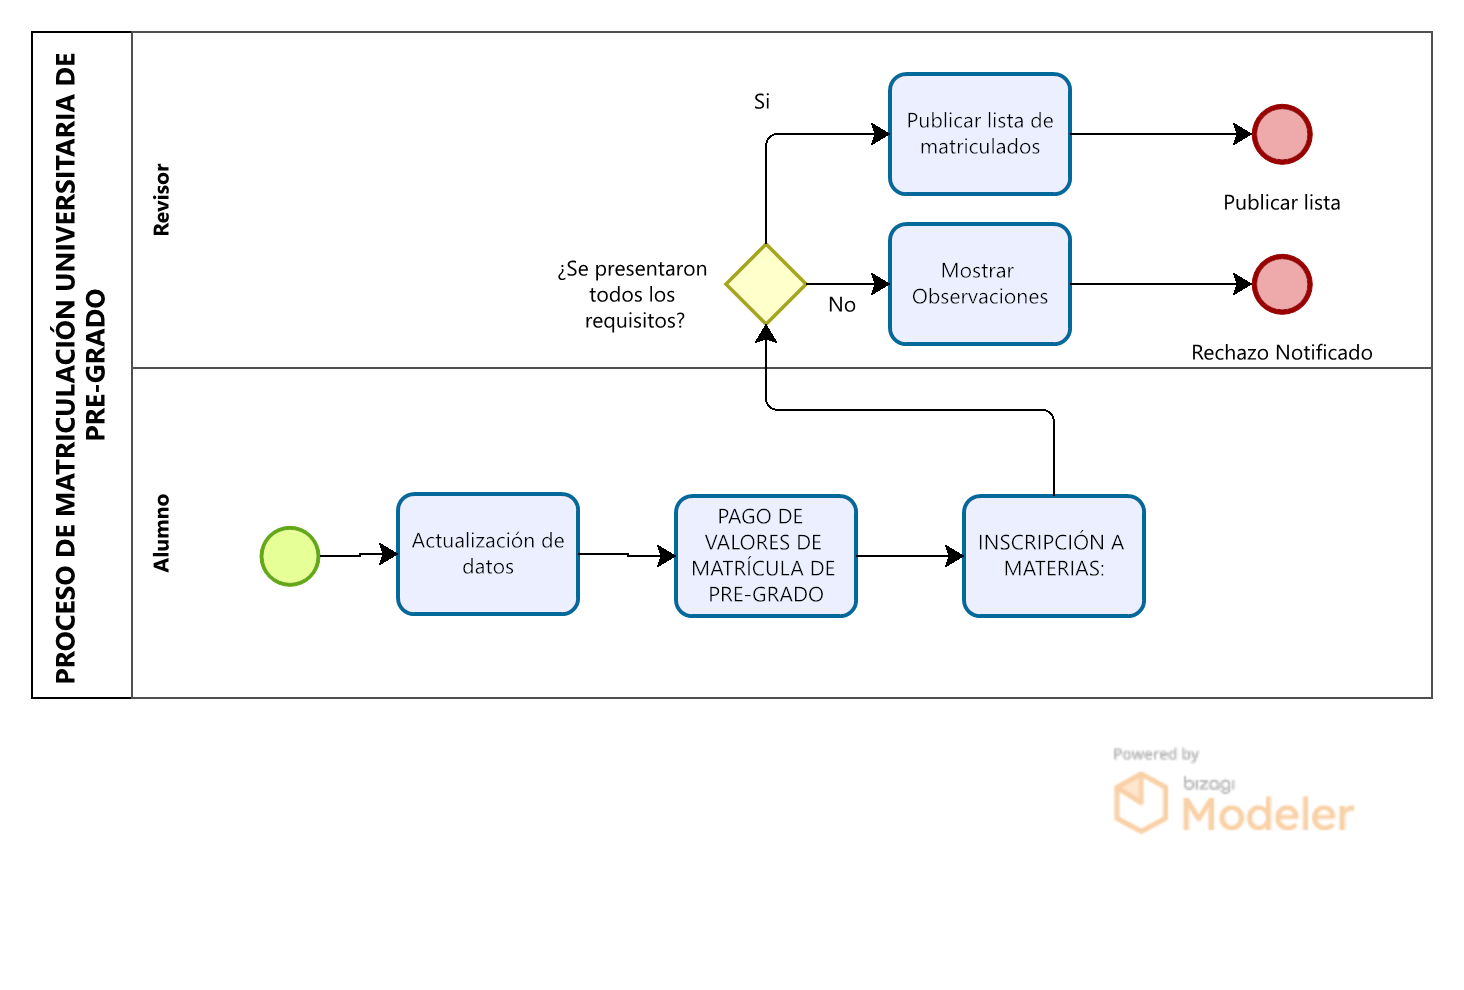 PROCESO DE MATRICULACIÓN UNIVERSITARIA DE
PRE-GRADO
Revisor
Si
Publicar lista de
matriculados
Publicar lista
¿Se presentaron
todos los
requisitos?
No
Mostrar
Observaciones
Rechazo Notificado
Alumno
Actualización de
datos
PAGO DE
VALORES DE
MATRÍCULA DE
PRE-GRADO
INSCRIPCIÓN A
MATERIAS:
Powered by
bizagi
Modeler